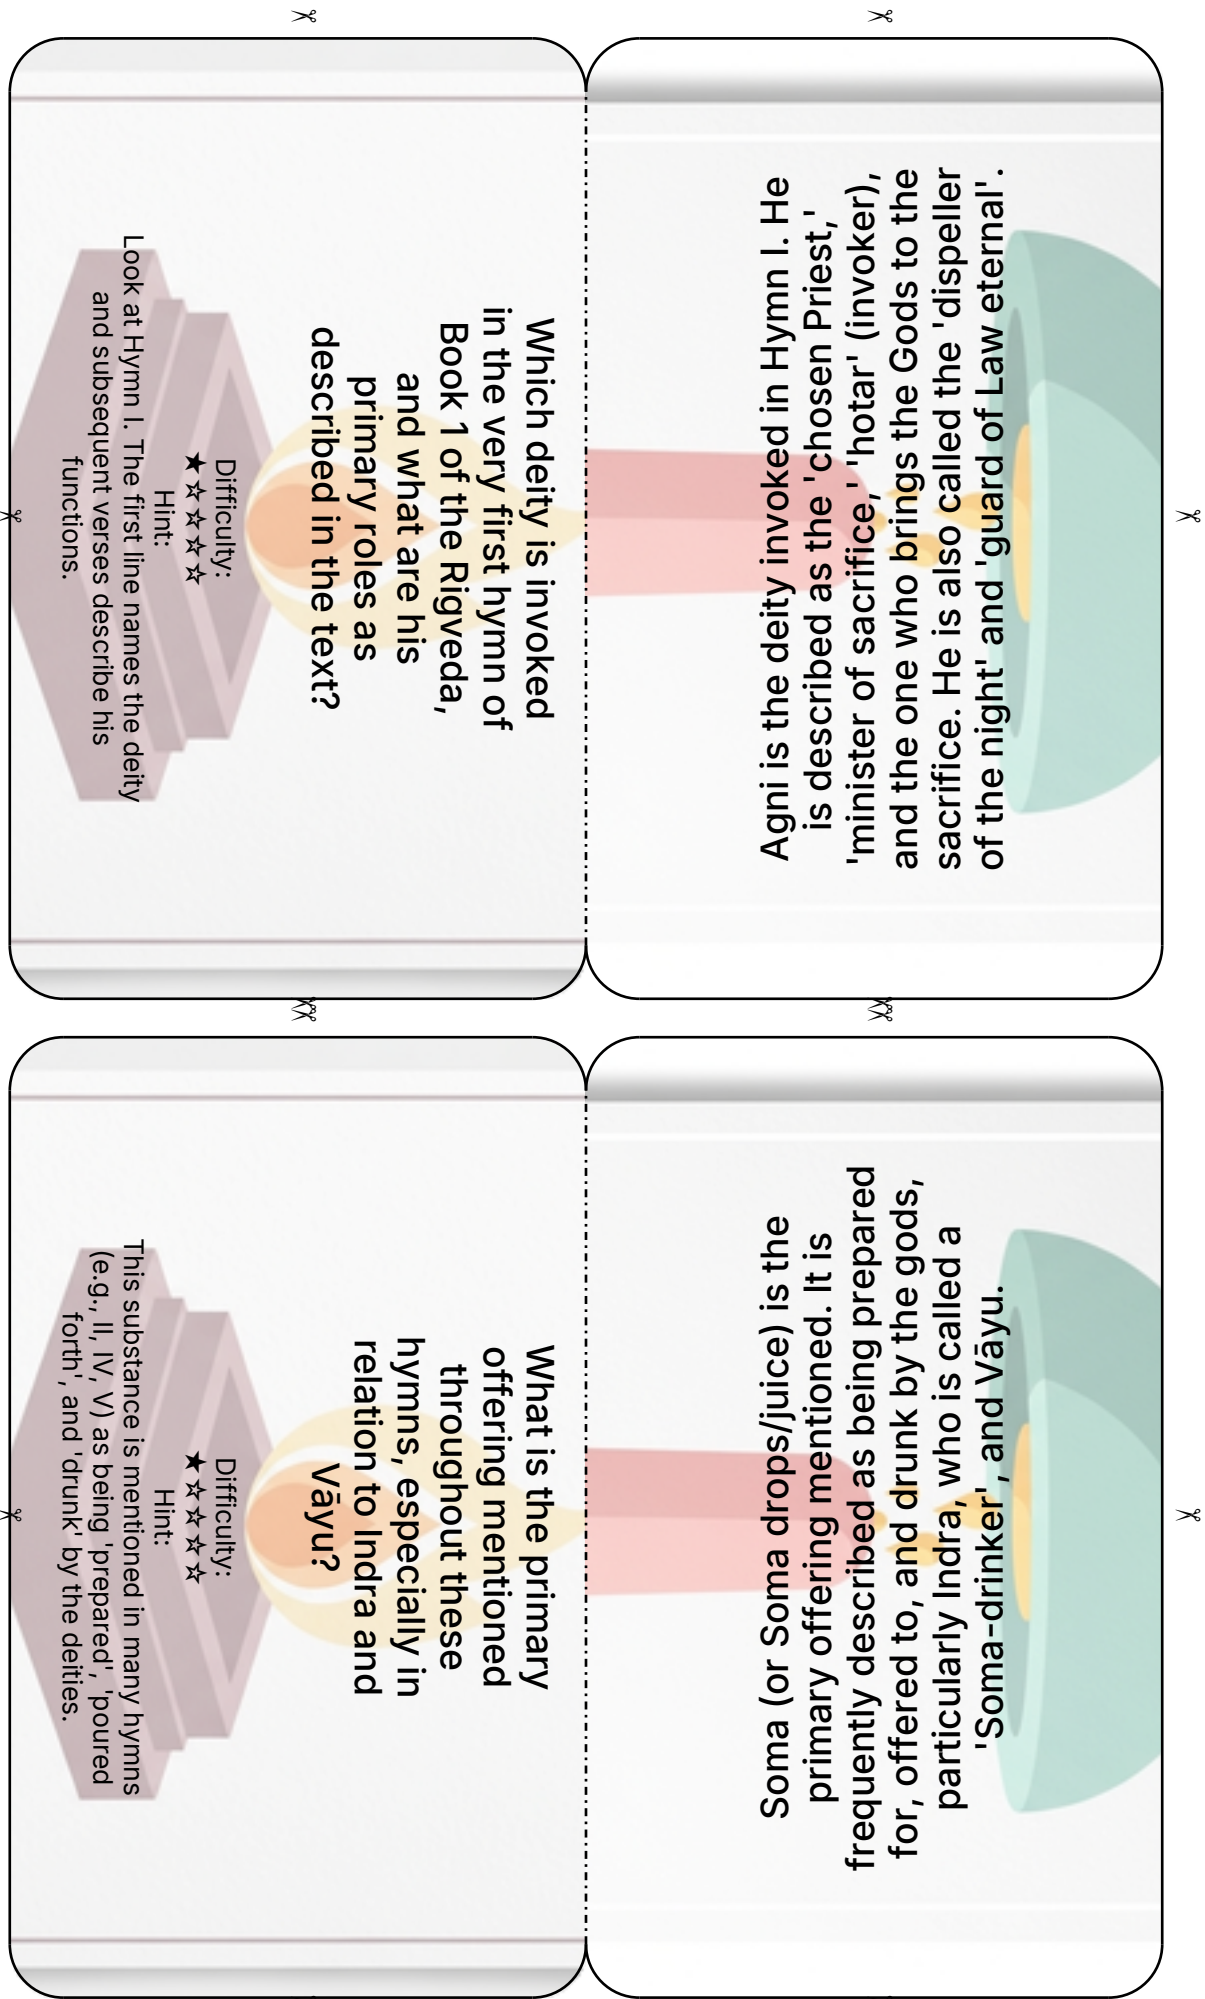 Which deity is invoked
in the very first hymn of
Book 1 of the Rigveda,
and what are his
primary roles as
described in the text?
Difficulty:
★☆☆☆☆
Hint:
Look at Hymn I. The first line names the deity
and subsequent verses describe his
functions.
Agni is the deity invoked in Hymn I. He
is described as the 'chosen Priest,'
'minister of sacrifice,' 'hotar' (invoker),
and the one who brings the Gods to the
sacrifice. He is also called the 'dispeller
of the night' and 'guard of Law eternal'.
What is the primary
offering mentioned
throughout these
hymns, especially in
relation to Indra and
Vāyu?
Difficulty:
★☆☆☆☆
Hint:
This substance is mentioned in many hymns
(e.g., II, IV, V) as being 'prepared', 'poured
forth', and 'drunk' by the deities.
Soma (or Soma drops/juice) is the
primary offering mentioned. It is
frequently described as being prepared
for, offered to, and drunk by the gods,
particularly Indra, who is called a
'Soma-drinker', and Vāyu.